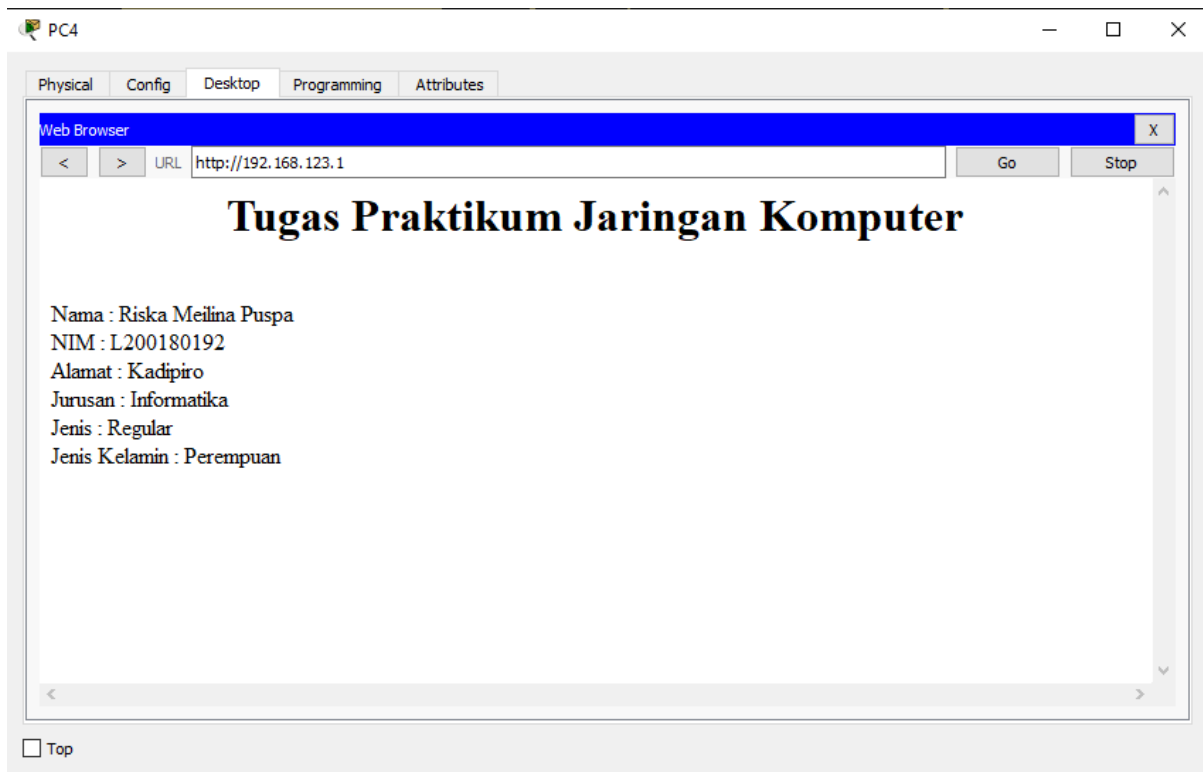 PC4
Physical Config Desktop Programming Attributes
Web Browser X
< > URL http://192.168.123.1 Go Stop
Tugas Praktikum Jaringan Komputer
Nama : Riska Meilina Puspa
NIM : L200180192
Alamat : Kadipiro
Jurusan : Informatika
Jenis : Regular
Jenis Kelamin : Perempuan
Top